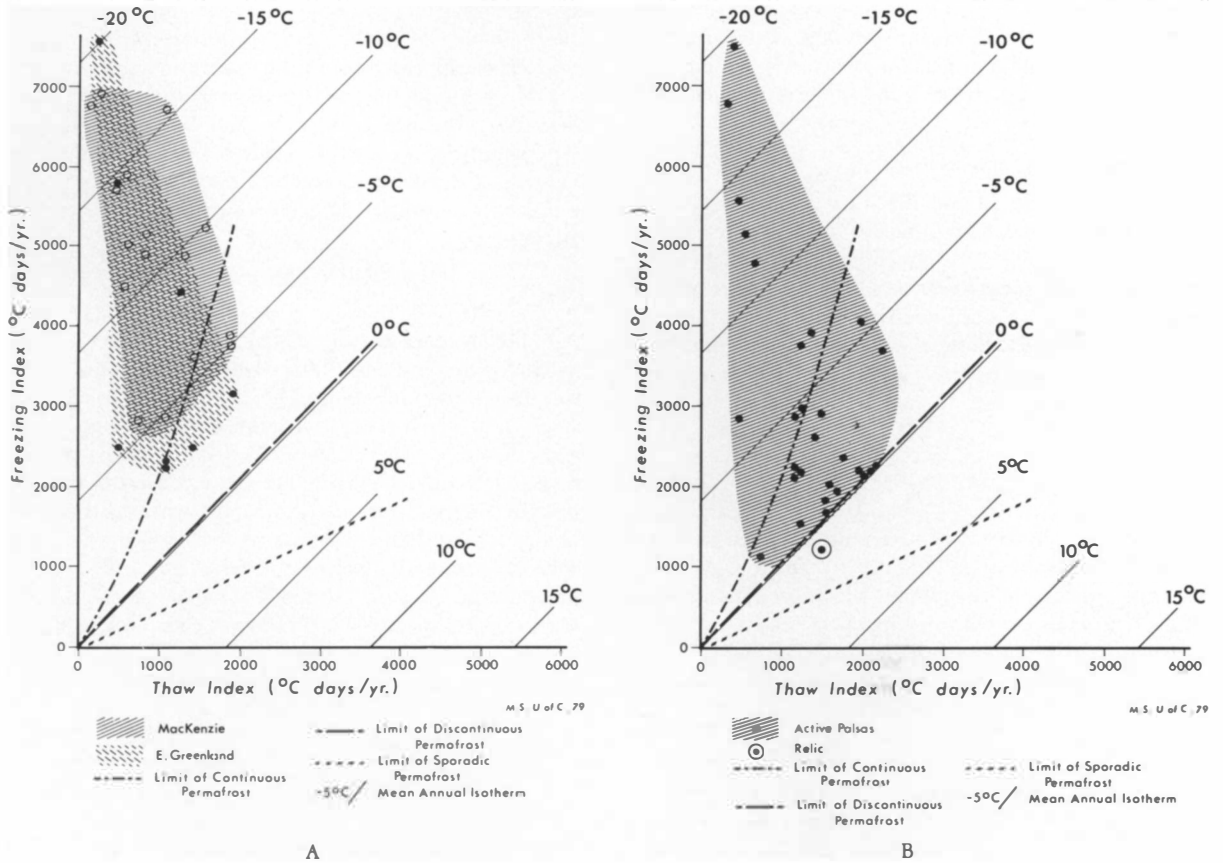 -20°C
-15°C
-10°C
-5°C
0°C
5°C
10°C
15°C
7000
6000
5000
4000
3000
2000
1000
0
Freezing Index (°C days/yr.)
0 1000 2000 3000 4000 5000 6000
Thaw Index (°C days/yr.)
M.S. U of C, 79
MacKenzie
E. Greenland
Limit of Continuous
Permafrost
Limit of Discontinuous
Permafrost
Limit of Sporadic
Permafrost
-5°C/ Mean Annual Isotherm
A
-20°C
-15°C
-10°C
-5°C
0°C
5°C
10°C
15°C
7000
6000
5000
4000
3000
2000
1000
0
Freezing Index (°C days/yr.)
0 1000 2000 3000 4000 5000 6000
Thaw Index (°C days/yr.)
M.S. U of C, 79
Active Palsas
Relic
Limit of Continuous
Permafrost
Limit of Discontinuous
Permafrost
Limit of Sporadic
Permafrost
-5°C/ Mean Annual Isotherm
B